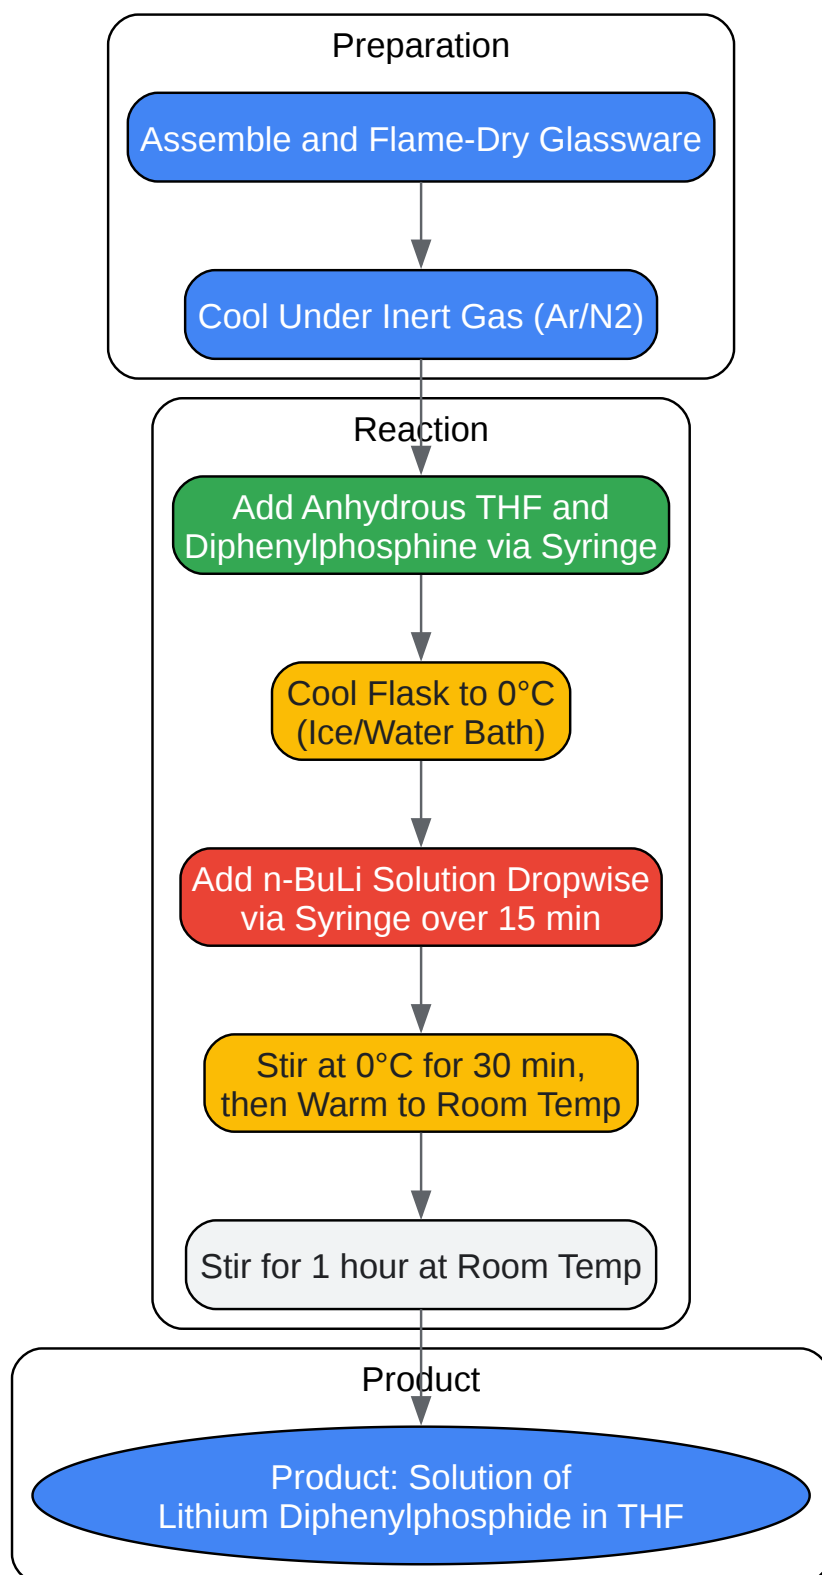 Preparation
Assemble and Flame-Dry Glassware
Cool Under Inert Gas (Ar/N2)
Reaction
Add Anhydrous THF and
Diphenylphosphine via Syringe
Cool Flask to 0°C
(Ice/Water Bath)
Add n-BuLi Solution Dropwise
via Syringe over 15 min
Stir at 0°C for 30 min,
then Warm to Room Temp
Stir for 1 hour at Room Temp
Product
Product: Solution of
Lithium Diphenylphosphide in THF